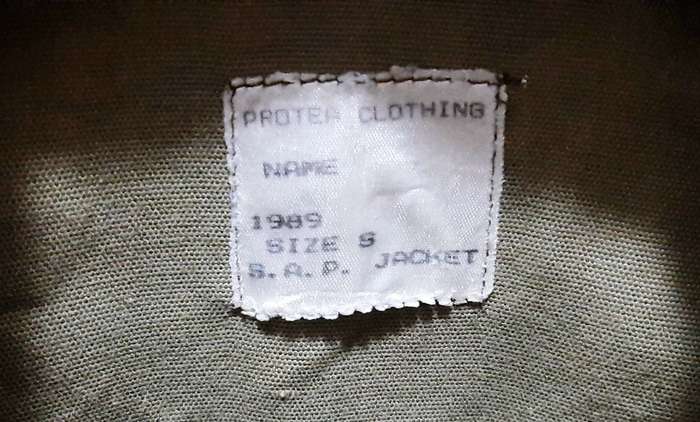 PROTEA CLOTHING
NAME
1989
SIZE S
S.A.P. JACKET